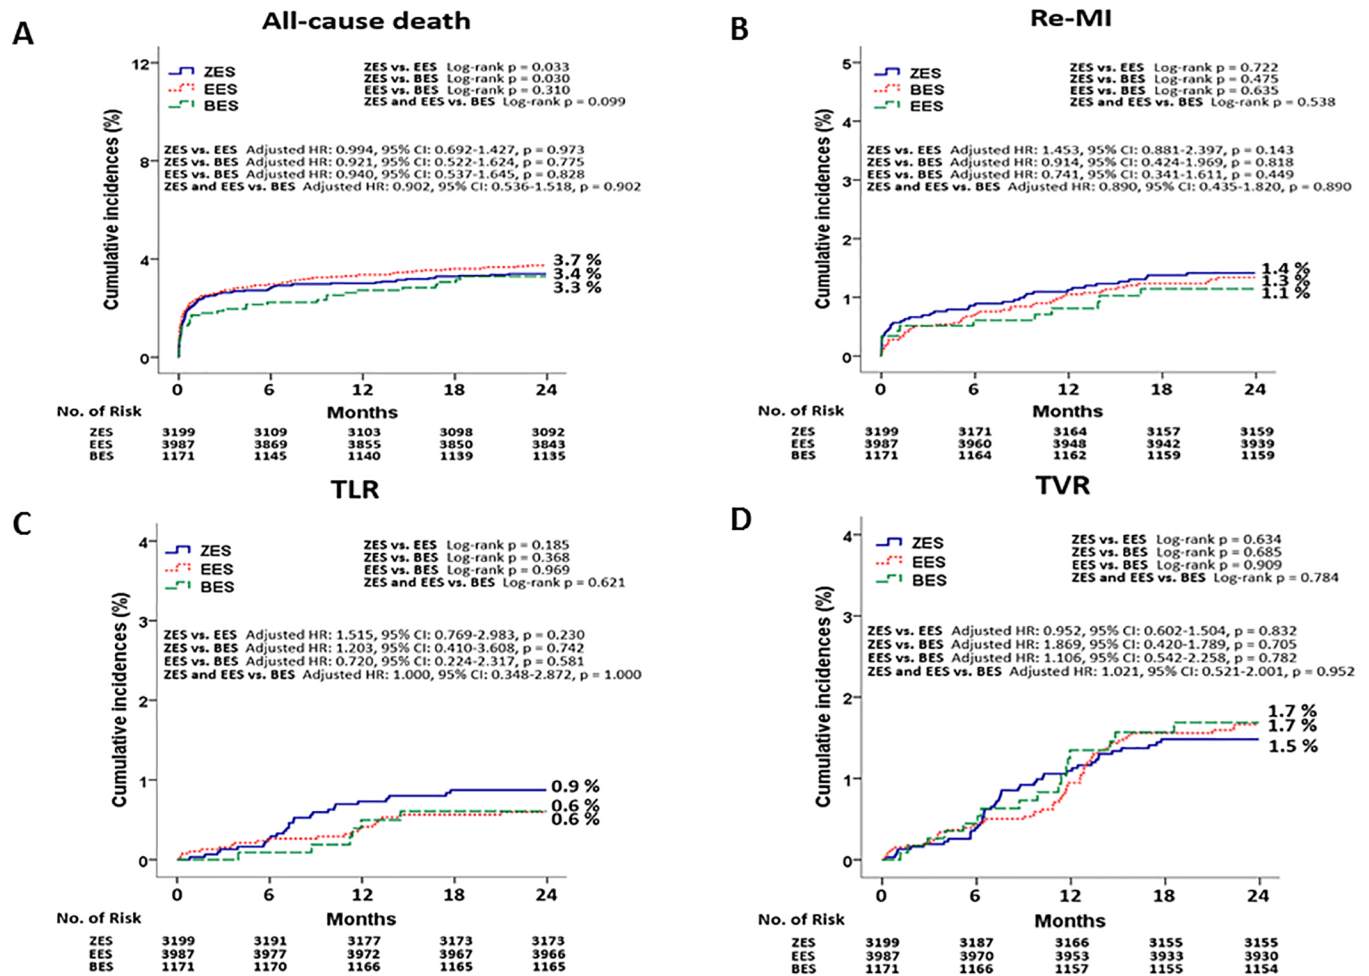 A
All-cause death
12
8
4
0
Cumulative incidences (%)
ZES
EES
BES
ZES vs. EES Log-rank p = 0.033
ZES vs. BES Log-rank p = 0.030
EES vs. BES Log-rank p = 0.310
ZES and EES vs. BES Log-rank p = 0.099
ZES vs. EES Adjusted HR: 0.994, 95% CI: 0.692-1.427, p = 0.973
ZES vs. BES Adjusted HR: 0.921, 95% CI: 0.522-1.624, p = 0.775
EES vs. BES Adjusted HR: 0.940, 95% CI: 0.537-1.645, p = 0.828
ZES and EES vs. BES Adjusted HR: 0.902, 95% CI: 0.536-1.518, p = 0.902
3.7 %
3.4 %
3.3 %
0 6 12 18 24
No. of Risk Months
ZES 3199 3109 3103 3098 3092
EES 3987 3869 3855 3850 3843
BES 1171 1145 1140 1139 1135
B
Re-MI
5
4
3
2
1
0
Cumulative incidences (%)
ZES
BES
EES
ZES vs. EES Log-rank p = 0.722
ZES vs. BES Log-rank p = 0.475
EES vs. BES Log-rank p = 0.635
ZES and EES vs. BES Log-rank p = 0.538
ZES vs. EES Adjusted HR: 1.453, 95% CI: 0.881-2.397, p = 0.143
ZES vs. BES Adjusted HR: 0.914, 95% CI: 0.424-1.969, p = 0.818
EES vs. BES Adjusted HR: 0.741, 95% CI: 0.341-1.611, p = 0.449
ZES and EES vs. BES Adjusted HR: 0.890, 95% CI: 0.435-1.820, p = 0.890
1.4 %
1.3 %
1.1 %
0 6 12 18 24
No. of Risk Months
ZES 3199 3171 3164 3157 3159
EES 3987 3960 3948 3942 3939
BES 1171 1164 1162 1159 1159
C
TLR
4
3
2
1
0
Cumulative incidences (%)
ZES
EES
BES
ZES vs. EES Log-rank p = 0.185
ZES vs. BES Log-rank p = 0.368
EES vs. BES Log-rank p = 0.969
ZES and EES vs. BES Log-rank p = 0.621
ZES vs. EES Adjusted HR: 1.515, 95% CI: 0.769-2.983, p = 0.230
ZES vs. BES Adjusted HR: 1.203, 95% CI: 0.410-3.608, p = 0.742
EES vs. BES Adjusted HR: 0.720, 95% CI: 0.224-2.317, p = 0.581
ZES and EES vs. BES Adjusted HR: 1.000, 95% CI: 0.348-2.872, p = 1.000
0.9 %
0.6 %
0.6 %
0 6 12 18 24
No. of Risk Months
ZES 3199 3191 3177 3173 3173
EES 3987 3977 3972 3967 3966
BES 1171 1170 1166 1165 1165
D
TVR
4
3
2
1
0
Cumulative incidences (%)
ZES
EES
BES
ZES vs. EES Log-rank p = 0.634
ZES vs. BES Log-rank p = 0.685
EES vs. BES Log-rank p = 0.909
ZES and EES vs. BES Log-rank p = 0.784
ZES vs. EES Adjusted HR: 0.952, 95% CI: 0.602-1.504, p = 0.832
ZES vs. BES Adjusted HR: 1.869, 95% CI: 0.420-1.789, p = 0.705
EES vs. BES Adjusted HR: 1.106, 95% CI: 0.542-2.258, p = 0.782
ZES and EES vs. BES Adjusted HR: 1.021, 95% CI: 0.521-2.001, p = 0.952
1.7 %
1.7 %
1.5 %
0 6 12 18 24
No. of Risk Months
ZES 3199 3187 3166 3155 3155
EES 3987 3970 3953 3933 3930
BES 1171 1166 1157 1155 1154